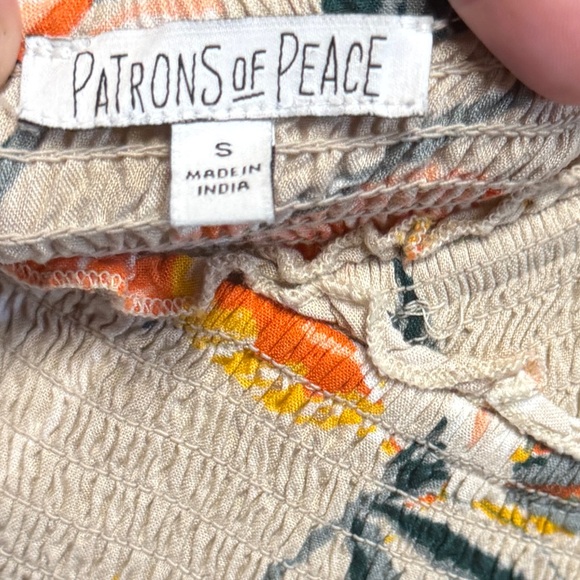 PATRONS OF PEACE
S
MADE IN
INDIA